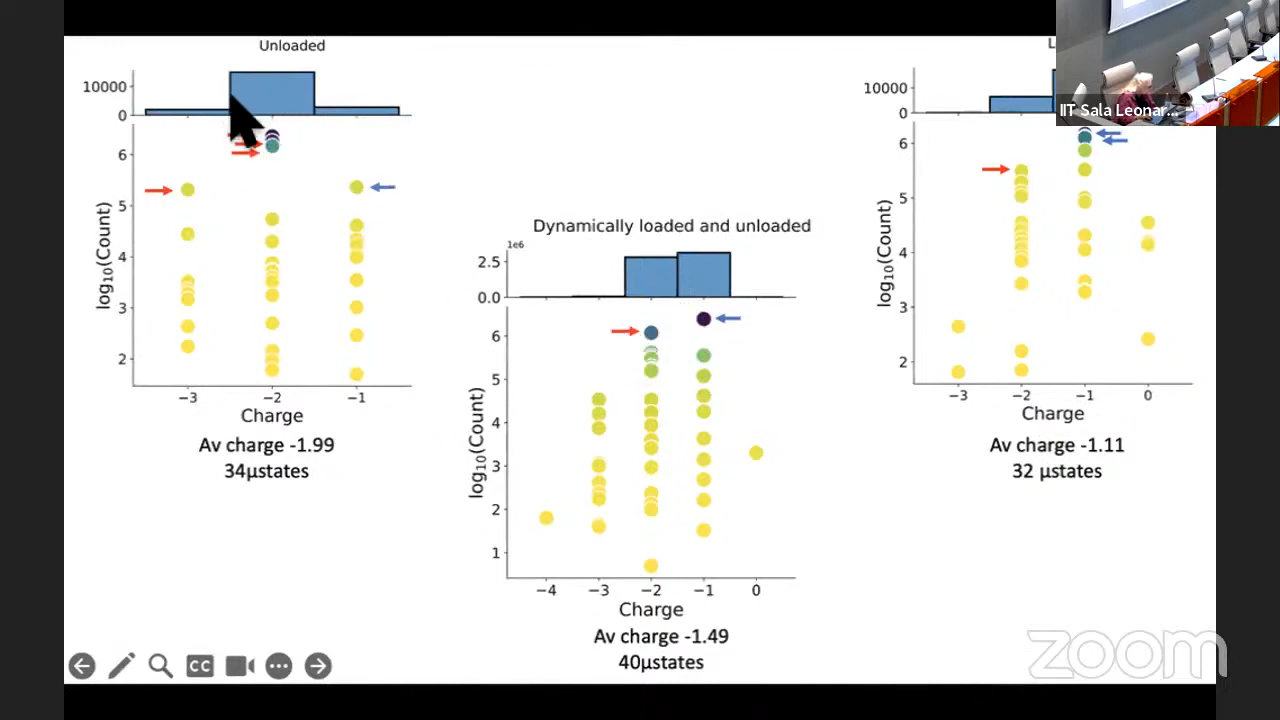 Unloaded
10000
0
6
5
4
3
2
log10(Count)
−3
−2
−1
Charge
Av charge -1.99
34µstates
Dynamically loaded and unloaded
1e6
2.5
0.0
6
5
4
3
2
1
log10(Count)
−4
−3
−2
−1
0
Charge
Av charge -1.49
40µstates
L
10000
0
6
5
4
3
2
log10(Count)
−3
−2
−1
0
Charge
Av charge -1.11
32 µstates
IIT Sala Leonar...
CC
zoom